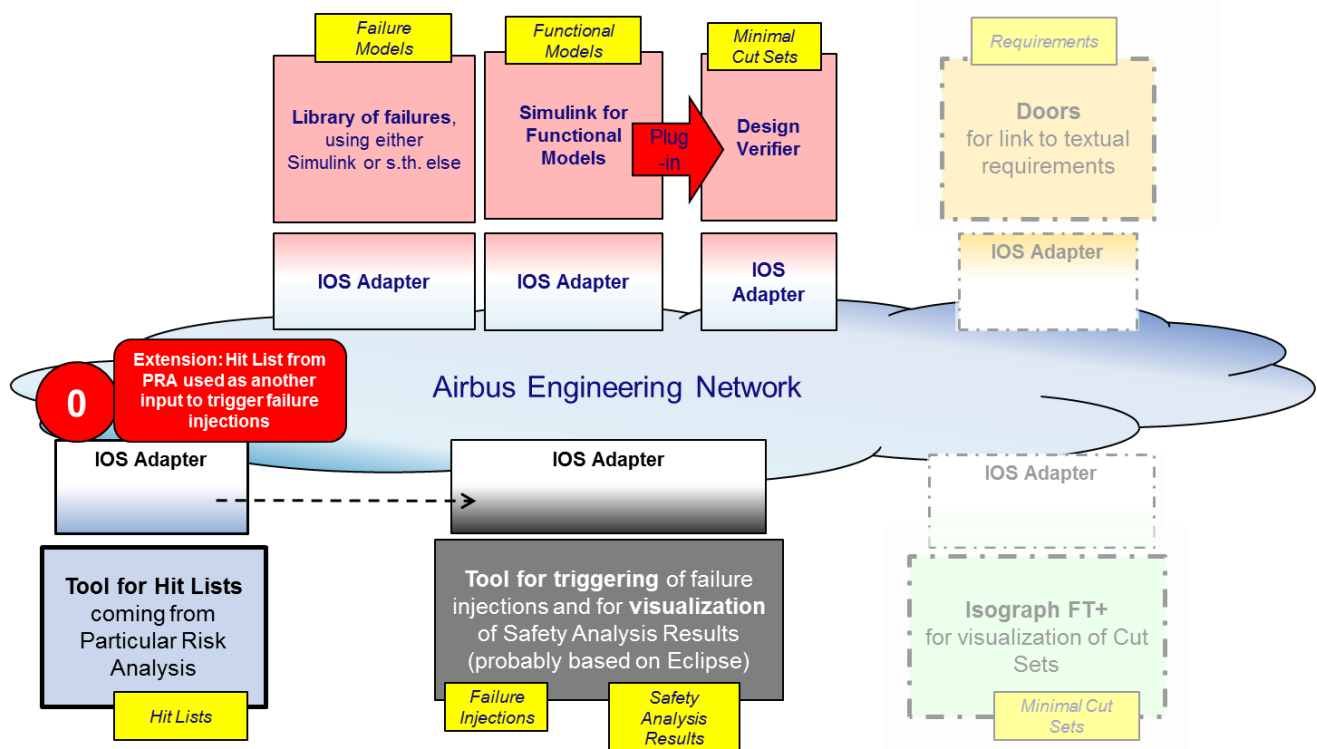 Failure
Models
Functional
Models
Minimal
Cut Sets
Requirements
Library of failures,
using either
Simulink or s.th. else
Simulink for
Functional
Models
Plug
-in
Design
Verifier
Doors
for link to textual
requirements
IOS Adapter
IOS Adapter
IOS
Adapter
IOS Adapter
0
Extension: Hit List from
PRA used as another
input to trigger failure
injections
Airbus Engineering Network
IOS Adapter
IOS Adapter
IOS Adapter
Tool for Hit Lists
coming from
Particular Risk
Analysis
Hit Lists
Tool for triggering of failure
injections and for visualization
of Safety Analysis Results
(probably based on Eclipse)
Failure
Injections
Safety
Analysis
Results
Isograph FT+
for visualization of Cut
Sets
Minimal Cut
Sets